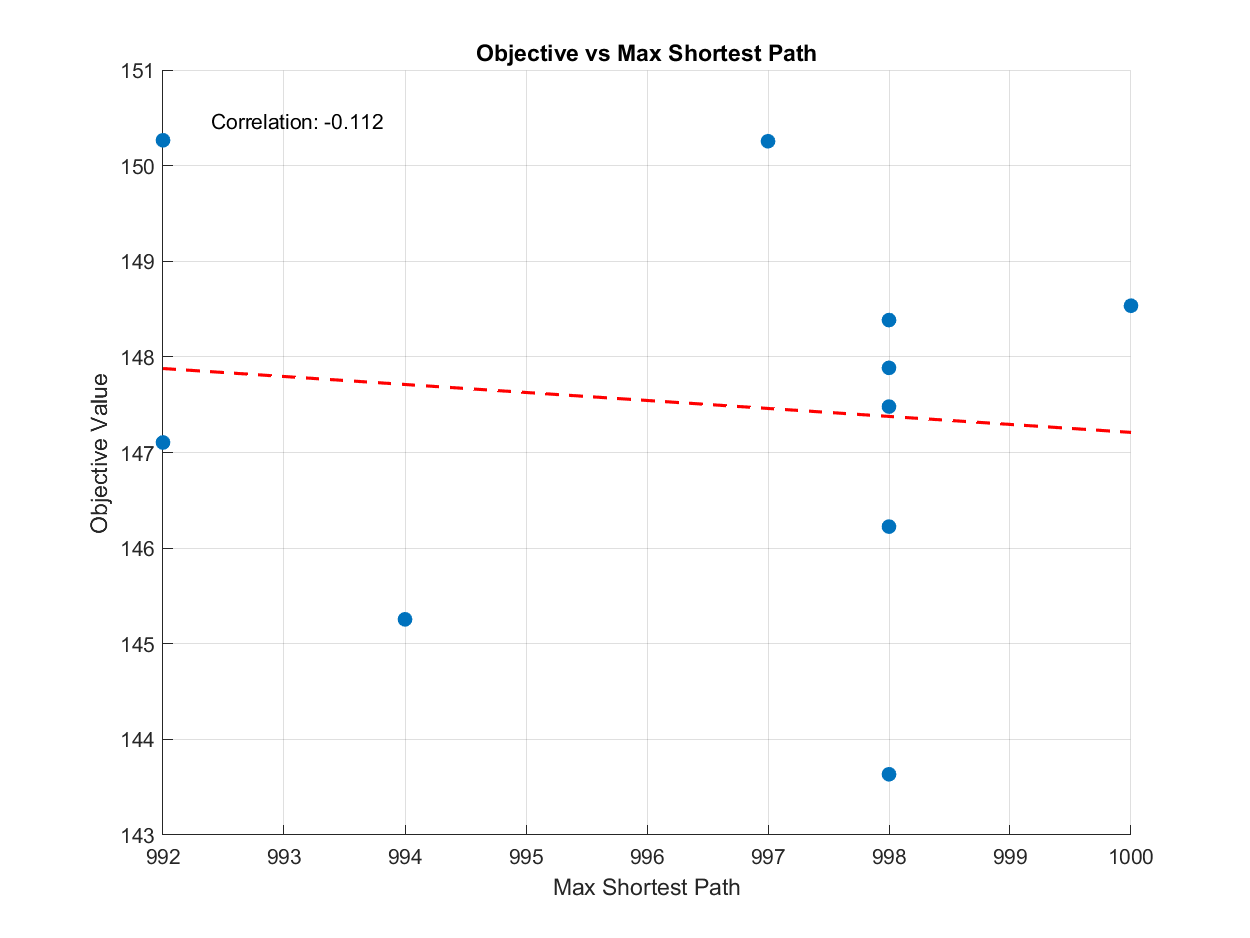 Objective vs Max Shortest Path
151
150
149
148
147
146
145
144
143
Correlation: -0.112
Objective Value
992 993 994 995 996 997 998 999 1000
Max Shortest Path